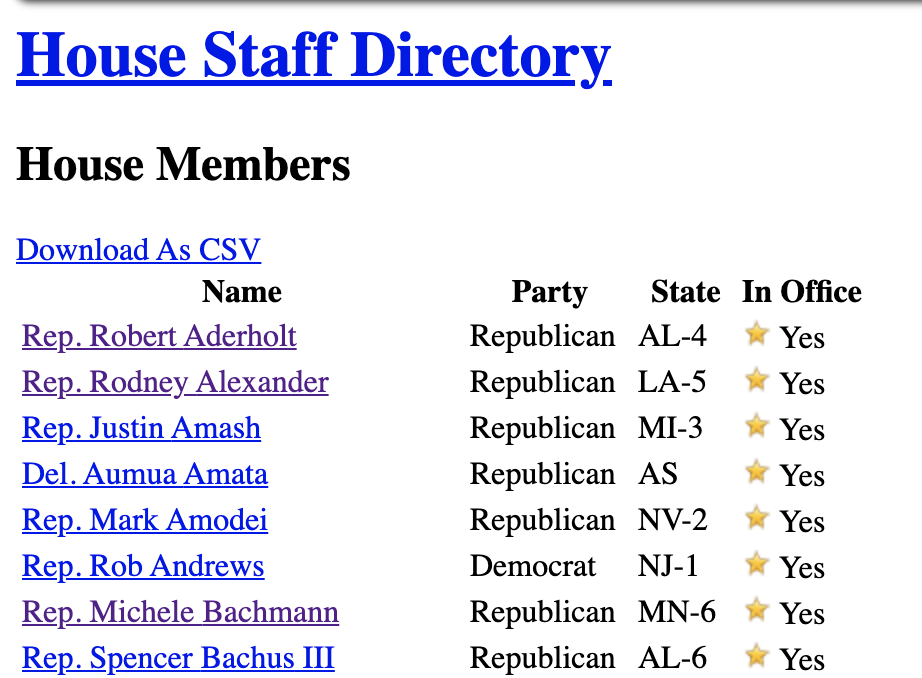 House Staff Directory
House Members
Download As CSV
Name Party State In Office
Rep. Robert Aderholt Republican AL-4 Yes
Rep. Rodney Alexander Republican LA-5 Yes
Rep. Justin Amash Republican MI-3 Yes
Del. Aumua Amata Republican AS Yes
Rep. Mark Amodei Republican NV-2 Yes
Rep. Rob Andrews Democrat NJ-1 Yes
Rep. Michele Bachmann Republican MN-6 Yes
Rep. Spencer Bachus III Republican AL-6 Yes